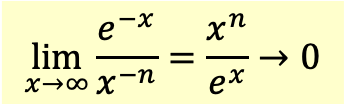 lim x→∞ e^{-x} / x^{-n} = x^n / e^x → 0